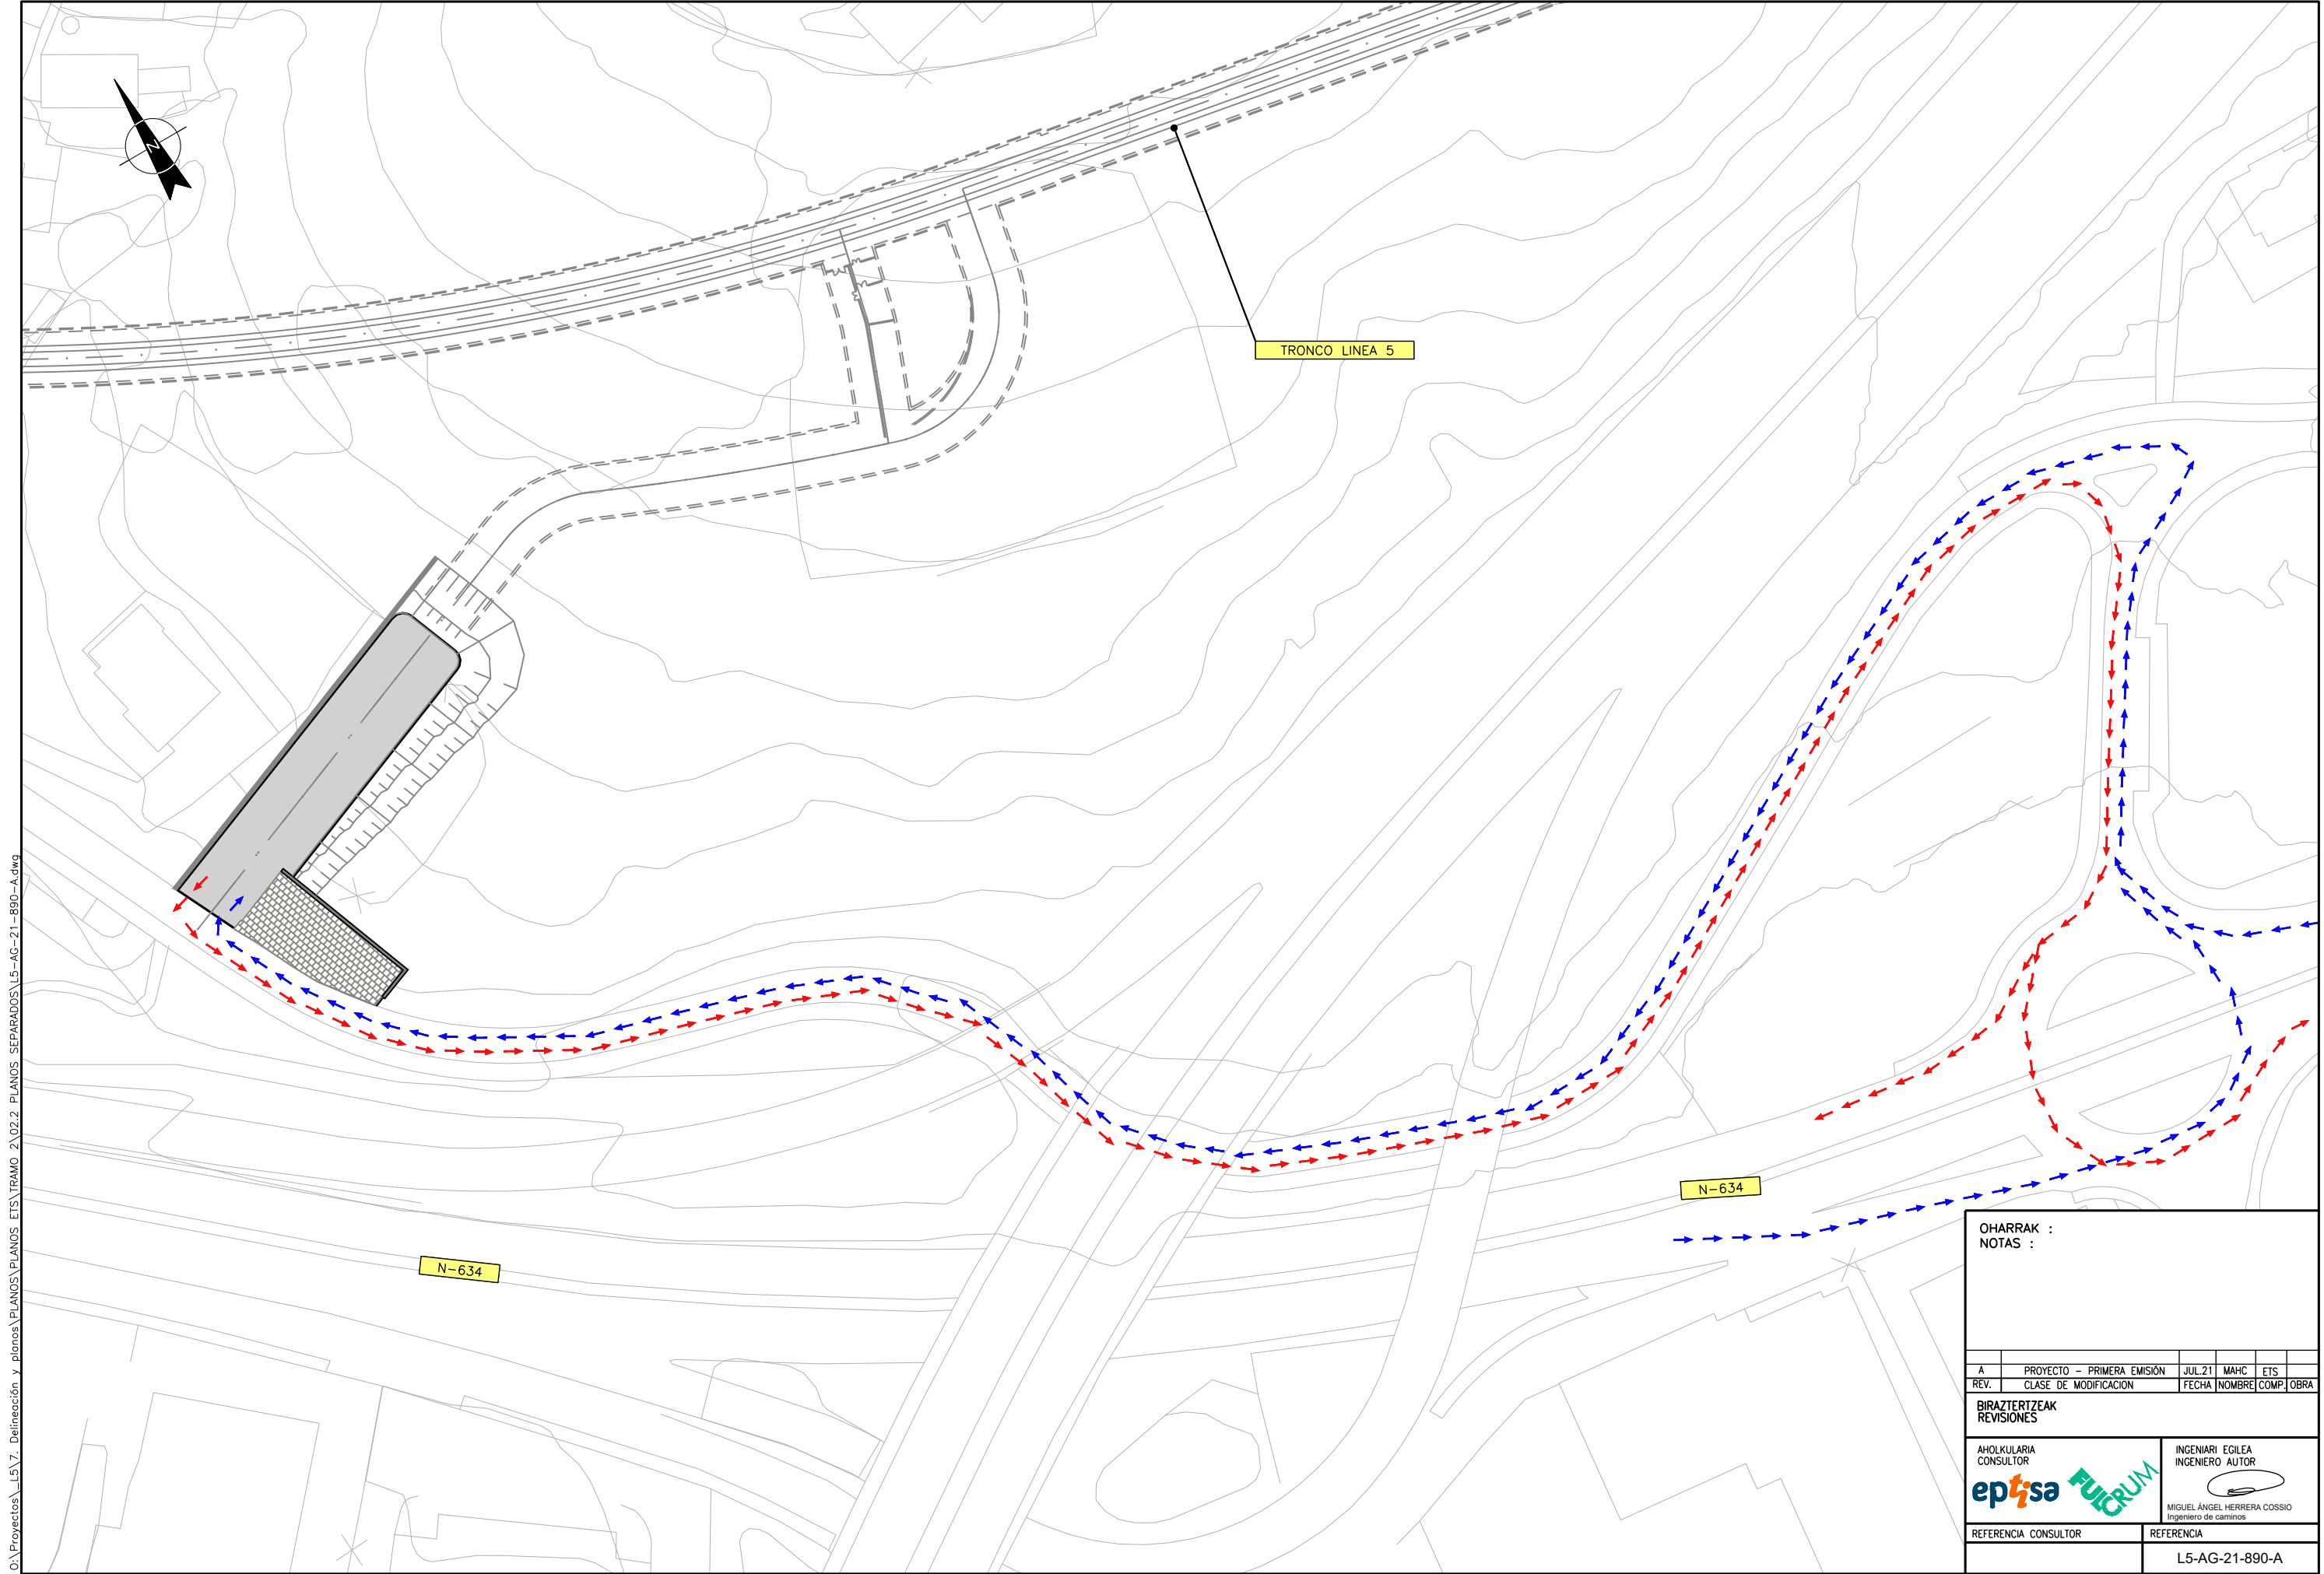 N
TRONCO LINEA 5
N-634
N-634
O:\Proyectos\_L5\7. Delineación y planos\PLANOS\PLANOS ETS\TRAMO 2\02.2 PLANOS SEPARADOS\L5-AG-21-890-A.dwg
OHARRAK :
NOTAS :
A PROYECTO - PRIMERA EMISIÓN JUL.21 MAHC ETS
REV. CLASE DE MODIFICACION FECHA NOMBRE COMP. OBRA
BIRAZTERTZEAK
REVISIONES
AHOLKULARIA
CONSULTOR
eptisa
FULCRUM
INGENIARI EGILEA
INGENIERO AUTOR
MIGUEL ÁNGEL HERRERA COSSIO
Ingeniero de caminos
REFERENCIA CONSULTOR
REFERENCIA
L5-AG-21-890-A